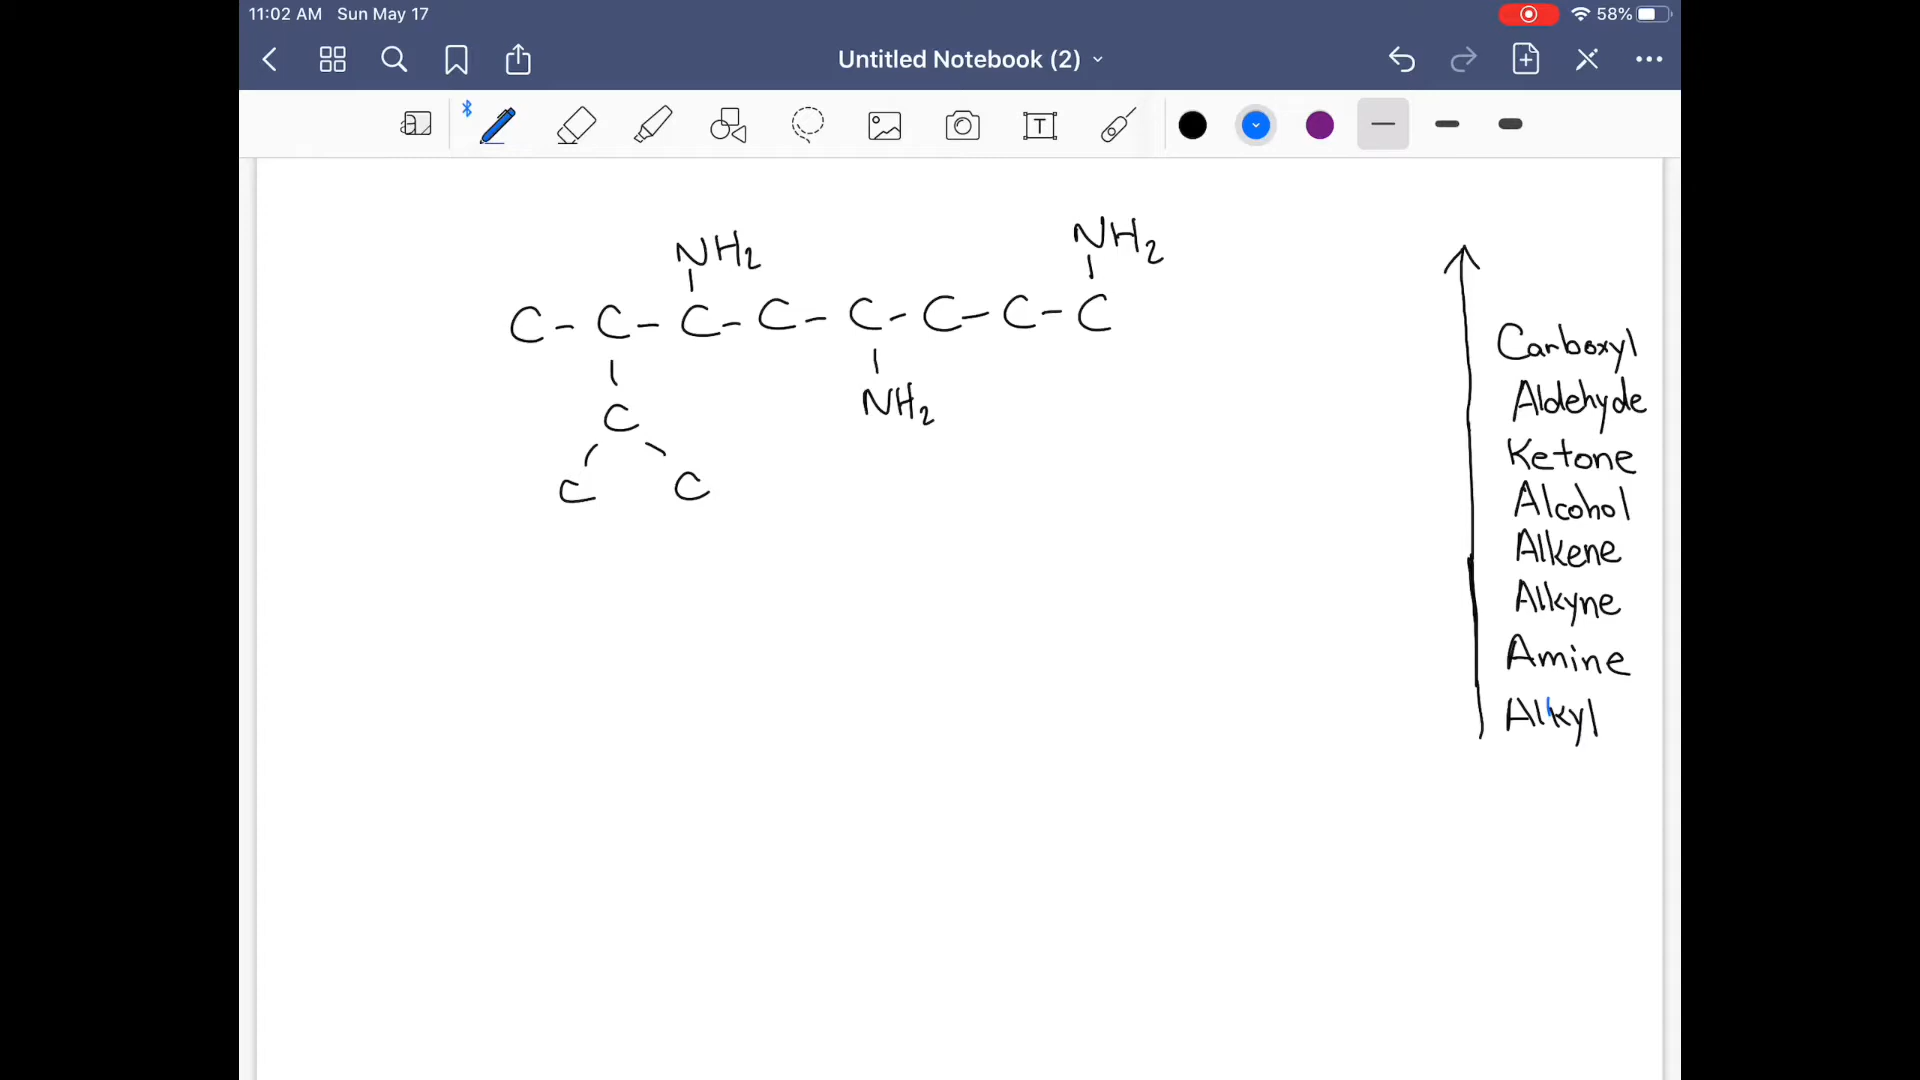 11:02 AM Sun May 17
58%
Untitled Notebook (2)
a
T
NH₂ NH₂
C - C - C - C - C - C - C - C
NH₂
C
C C
Carboxyl
Aldehyde
Ketone
Alcohol
Alkene
Alkyne
Amine
Alkyl